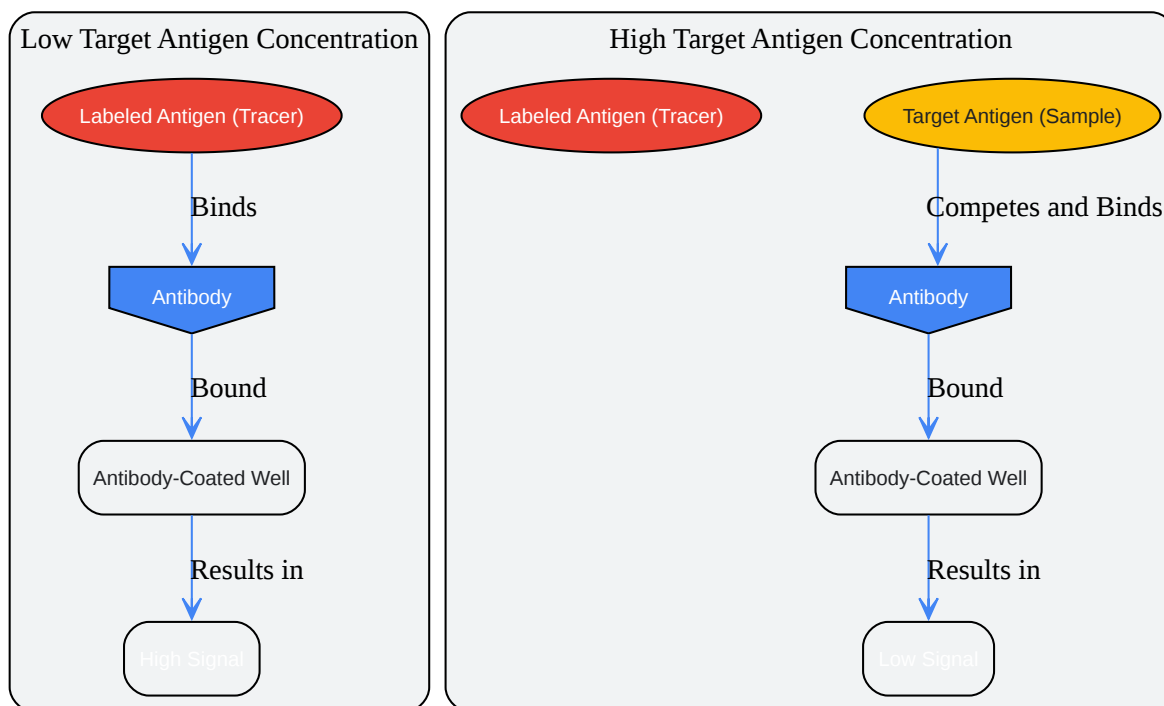 Low Target Antigen Concentration
Labeled Antigen (Tracer)
Binds
Antibody
Bound
Antibody-Coated Well
Results in
High Signal
High Target Antigen Concentration
Labeled Antigen (Tracer)
Target Antigen (Sample)
Competes and Binds
Antibody
Bound
Antibody-Coated Well
Results in
Low Signal